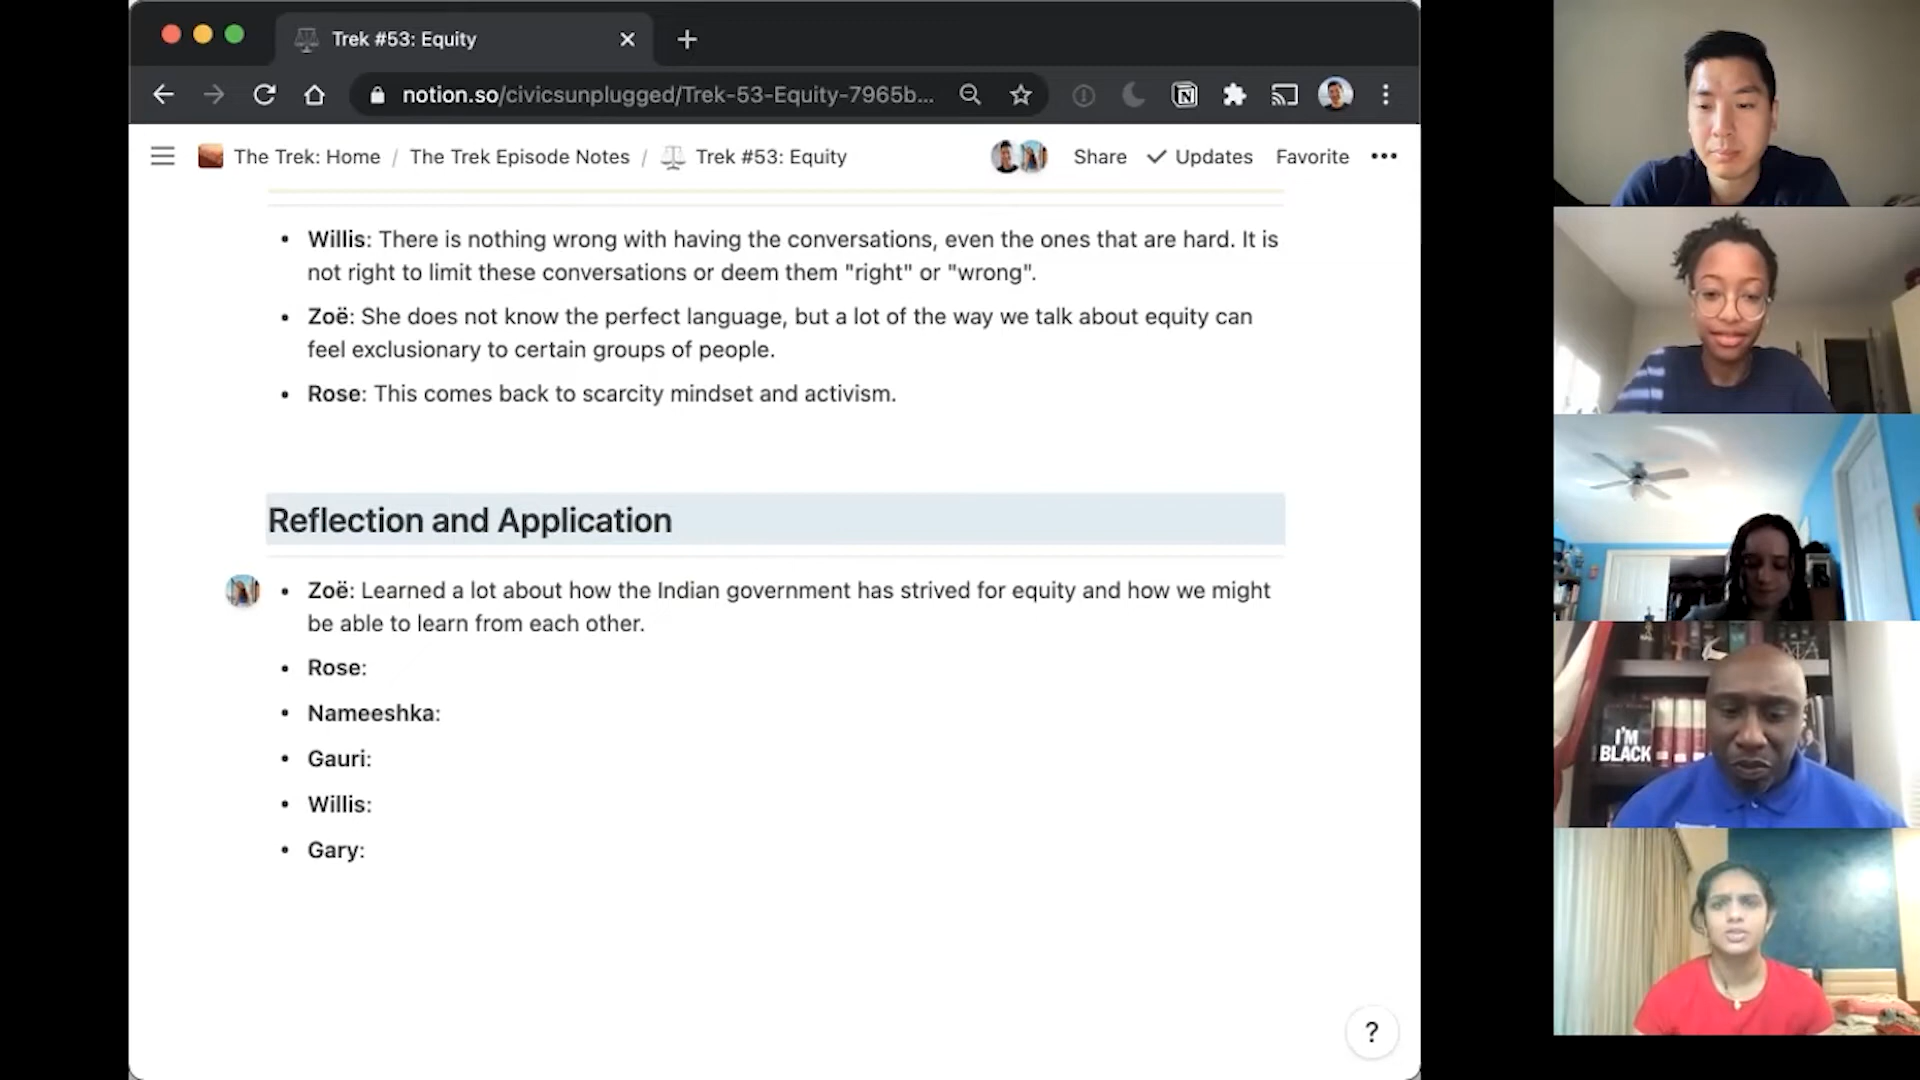 Trek #53: Equity
notion.so/civicsunplugged/Trek-53-Equity-7965b...
The Trek: Home / The Trek Episode Notes / Trek #53: Equity
Share Updates Favorite
• Willis: There is nothing wrong with having the conversations, even the ones that are hard. It is
not right to limit these conversations or deem them "right" or "wrong".
• Zoë: She does not know the perfect language, but a lot of the way we talk about equity can
feel exclusionary to certain groups of people.
• Rose: This comes back to scarcity mindset and activism.
Reflection and Application
• Zoë: Learned a lot about how the Indian government has strived for equity and how we might
be able to learn from each other.
• Rose:
• Nameeshka:
• Gauri:
• Willis:
• Gary:
?
I'M
BLACK